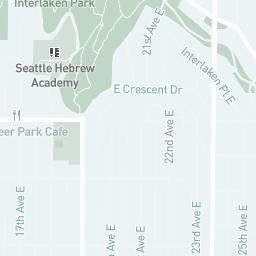 Interlaken Park
21st Ave E
Seattle Hebrew
Academy
Interlaken Pl E
E Crescent Dr
eer Park Cafe
22nd Ave E
17th Ave E
Ave E
23rd Ave E
25th Ave E